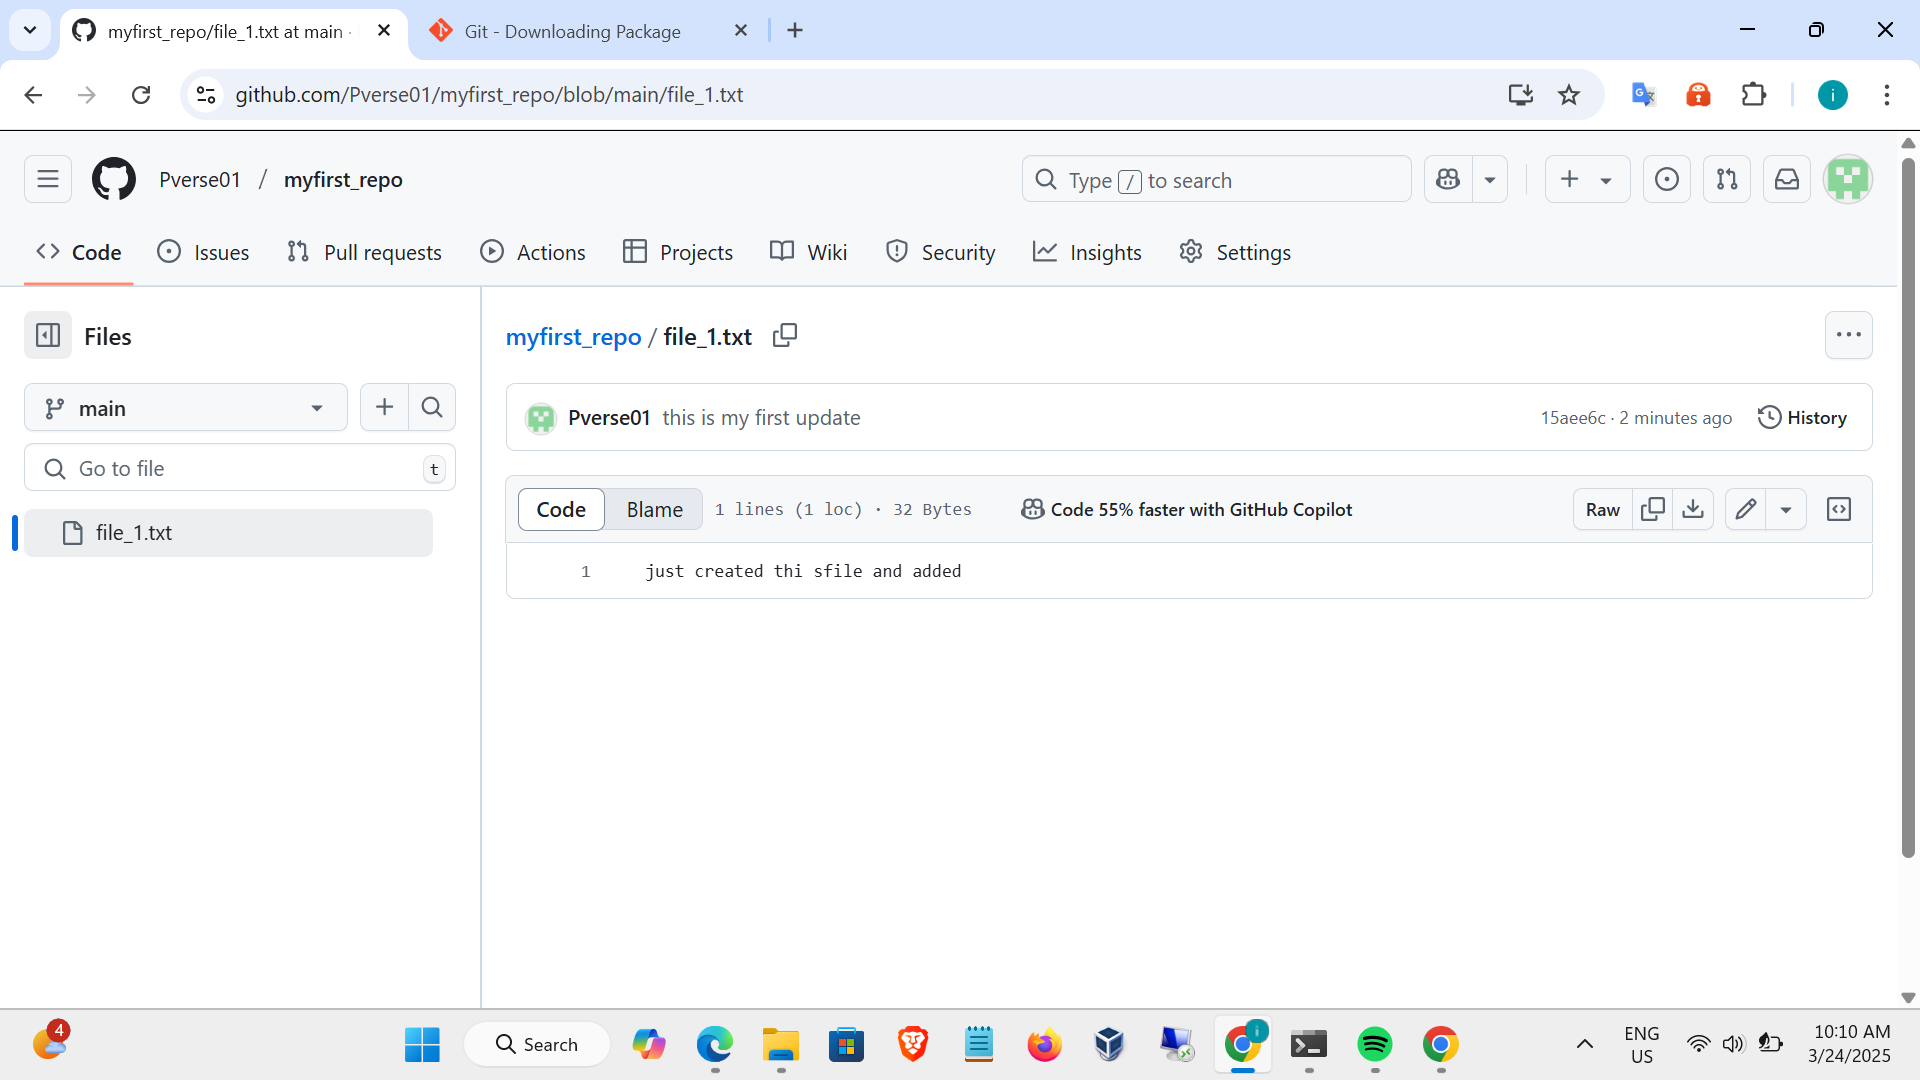 myfirst_repo/file_1.txt at main ·
Git - Downloading Package
github.com/Pverse01/myfirst_repo/blob/main/file_1.txt
i
Pverse01 / myfirst_repo
Type / to search
Code
Issues
Pull requests
Actions
Projects
Wiki
Security
Insights
Settings
Files
myfirst_repo / file_1.txt
main
Pverse01 this is my first update
15aee6c · 2 minutes ago
History
Go to file
t
Code
Blame
1 lines (1 loc) · 32 Bytes
Code 55% faster with GitHub Copilot
Raw
file_1.txt
1 just created thi sfile and added
4
Search
i
ENG
US
10:10 AM
3/24/2025